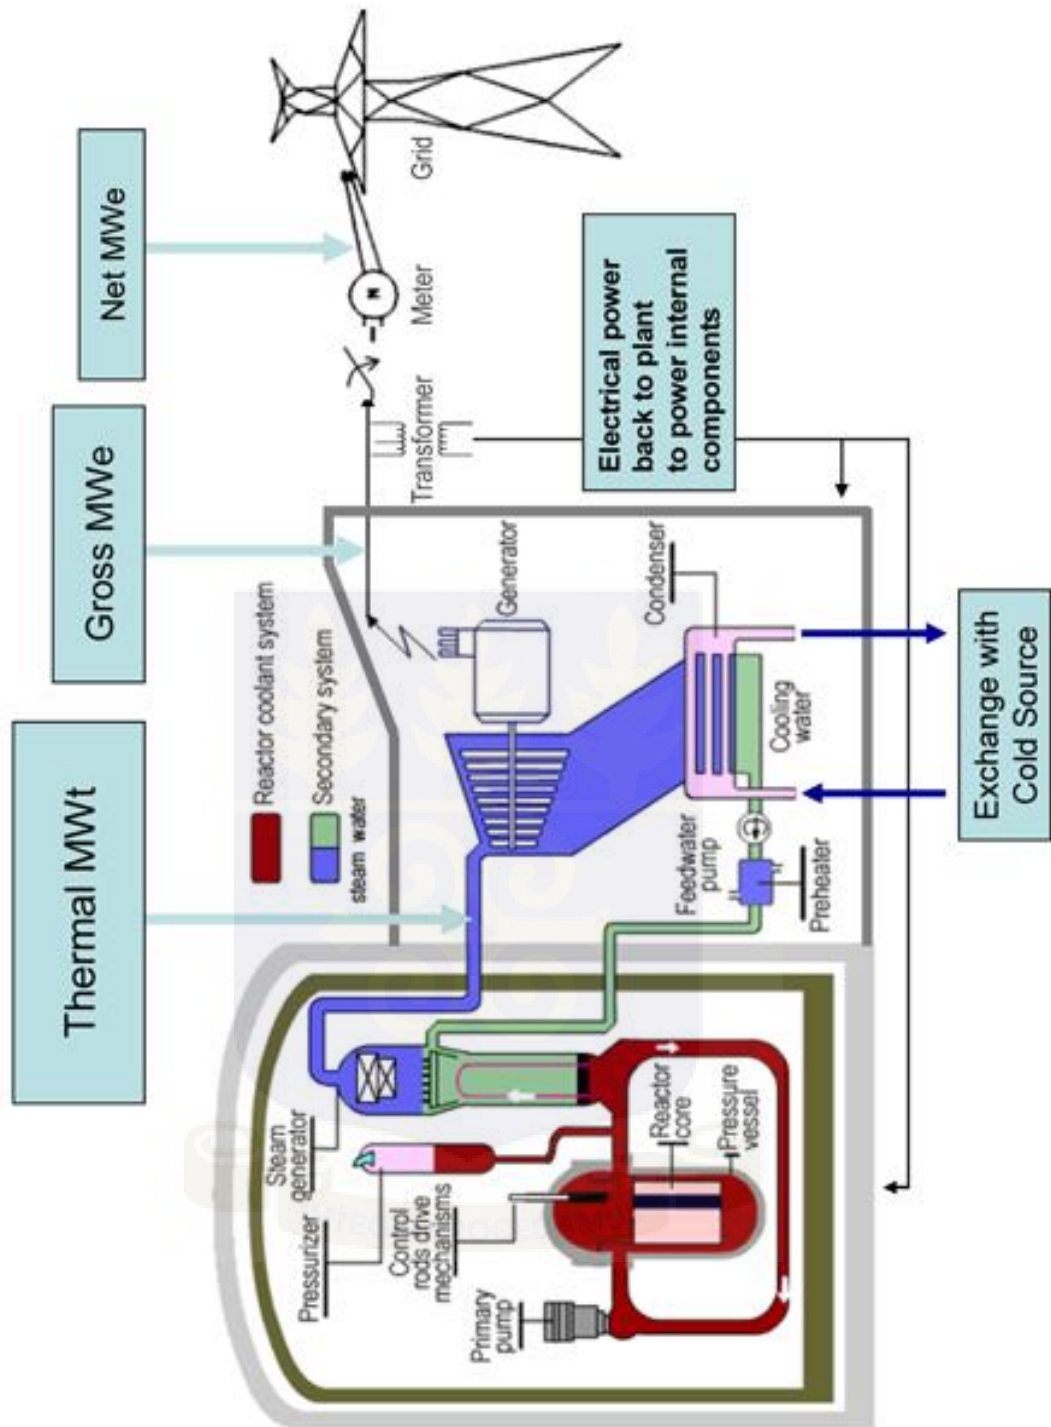 Thermal MWt
Gross MWe
Net MWe
Reactor coolant system
Secondary system
steam water
Steam
generator
Pressurizer
Control
rods drive
mechanisms
Primary
pump
Reactor
core
Pressure
vessel
Generator
Transformer
M
Meter
Grid
Feedwater
pump
Preheater
Condenser
Cooling
water
Electrical power
back to plant
to power internal
components
Exchange with
Cold Source